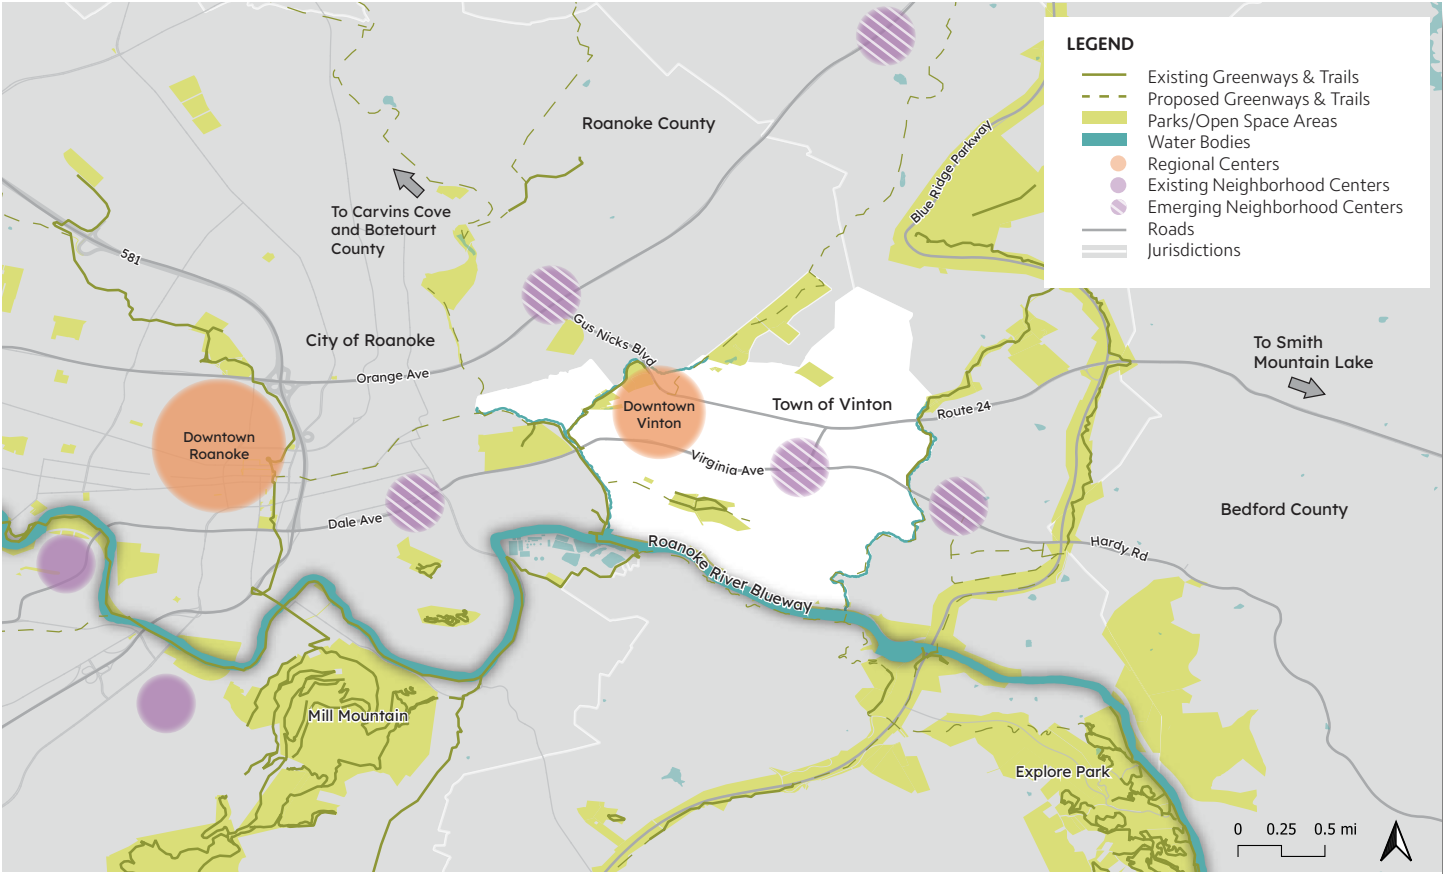 LEGEND
Existing Greenways & Trails
Proposed Greenways & Trails
Parks/Open Space Areas
Water Bodies
Regional Centers
Existing Neighborhood Centers
Emerging Neighborhood Centers
Roads
Jurisdictions
Roanoke County
Blue Ridge Parkway
To Carvins Cove
and Botetourt
County
581
City of Roanoke
Gus Nicks Blvd
Orange Ave
To Smith
Mountain Lake
Downtown
Vinton
Town of Vinton
Route 24
Downtown
Roanoke
Virginia Ave
Dale Ave
Bedford County
Hardy Rd
Roanoke River Blueway
Mill Mountain
Explore Park
0 0.25 0.5 mi